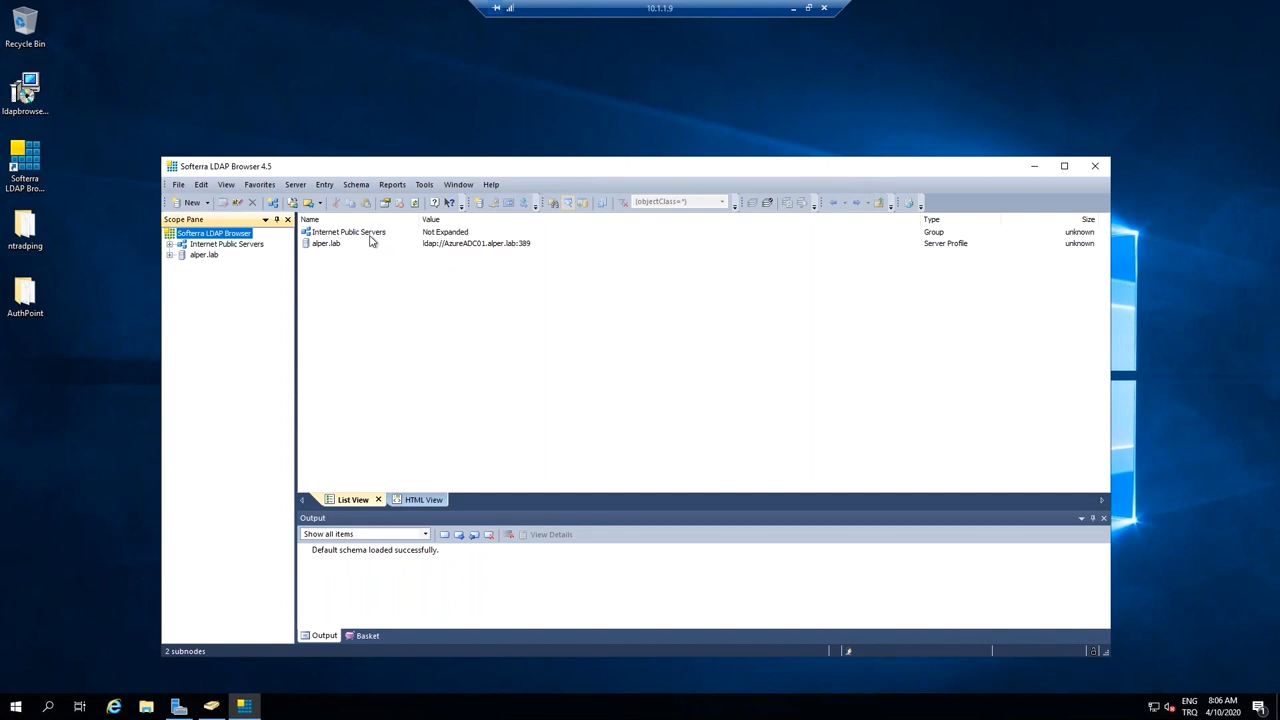 10.1.1.9
Recycle Bin
ldapbrowse...
Softerra
LDAP Bro...
ntradping
AuthPoint
Softerra LDAP Browser 4.5
File Edit View Favorites Server Entry Schema Reports Tools Window Help
New (objectClass=*)
Scope Pane
Softerra LDAP Browser
Internet Public Servers
alper.lab
Name Value Type Size
Internet Public Servers Not Expanded Group unknown
alper.lab ldap://AzureADC01.alper.lab:389 Server Profile unknown
List View HTML View
Output
Show all items View Details
Default schema loaded successfully.
Output Basket
2 subnodes
ENG 8:06 AM
TRQ 4/10/2020
1